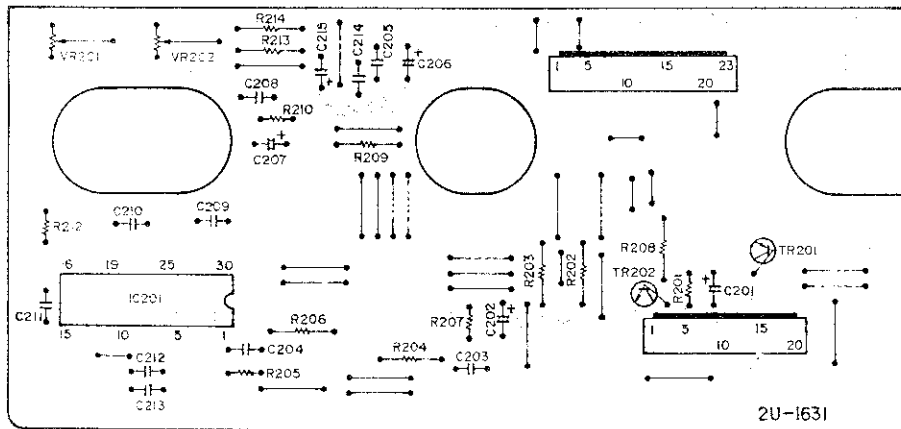 R214
R213
C215
C214
C205
C206
VR201
VR202
C208
R210
C207
R209
1 5 15 23
10 20
C210
C209
R212
6 19 25 30
IC201
15 10 5 1
C211
R206
C204
R205
C212
C213
R204
C203
R207
C202
R203
R202
R208
TR202
R201
C201
TR201
1 5 15
10 20
2U-1631